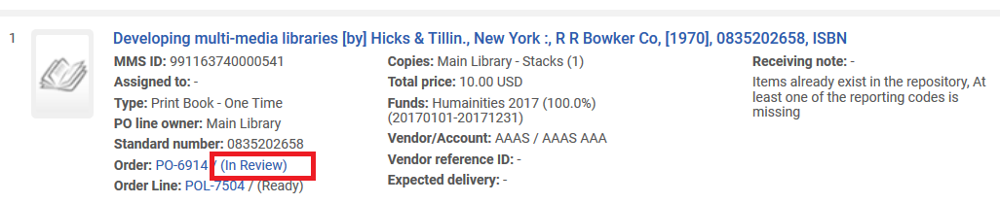 1
Developing multi-media libraries [by] Hicks & Tillin., New York :, R R Bowker Co, [1970], 0835202658, ISBN
MMS ID: 991163740000541
Assigned to: -
Type: Print Book - One Time
PO line owner: Main Library
Standard number: 0835202658
Order: PO-6914 / (In Review)
Order Line: POL-7504 / (Ready)
Copies: Main Library - Stacks (1)
Total price: 10.00 USD
Funds: Humainities 2017 (100.0%)
(20170101-20171231)
Vendor/Account: AAAS / AAAS AAA
Vendor reference ID: -
Expected delivery: -
Receiving note: -
Items already exist in the repository, At
least one of the reporting codes is
missing